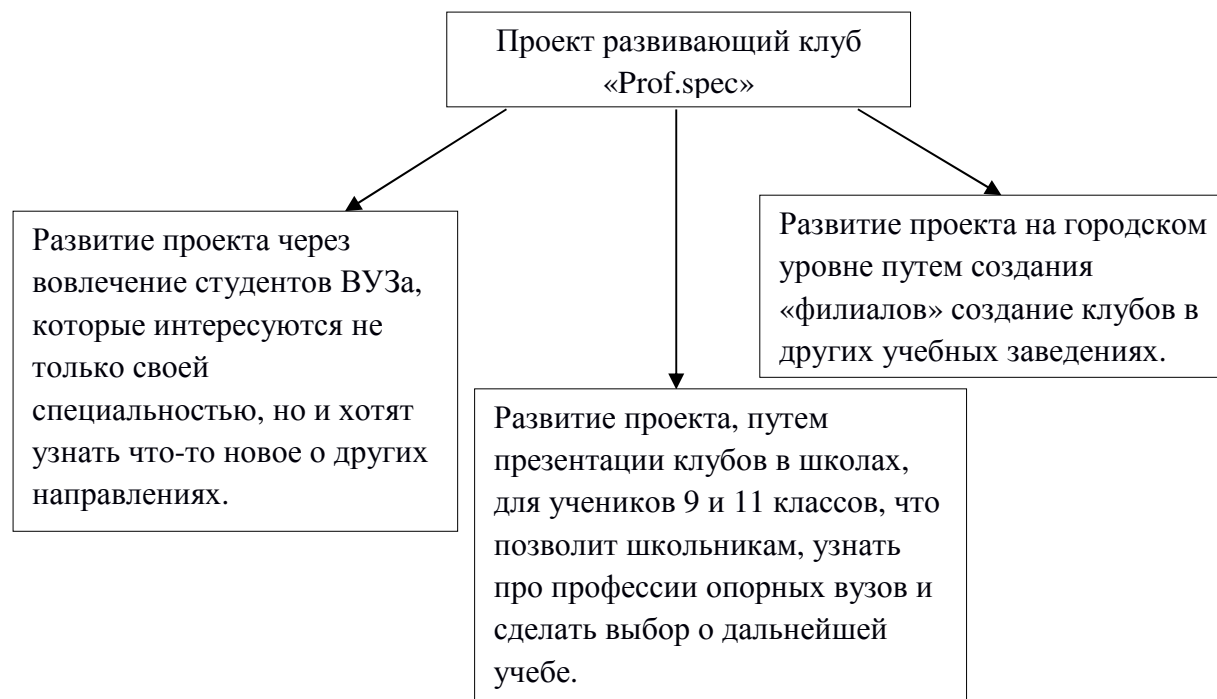 Проект развивающий клуб
«Prof.spec»
Развитие проекта через
вовлечение студентов ВУЗа,
которые интересуются не
только своей
специальностью, но и хотят
узнать что-то новое о других
направлениях.
Развитие проекта, путем
презентации клубов в школах,
для учеников 9 и 11 классов, что
позволит школьникам, узнать
про профессии опорных вузов и
сделать выбор о дальнейшей
учебе.
Развитие проекта на городском
уровне путем создания
«филиалов» создание клубов в
других учебных заведениях.